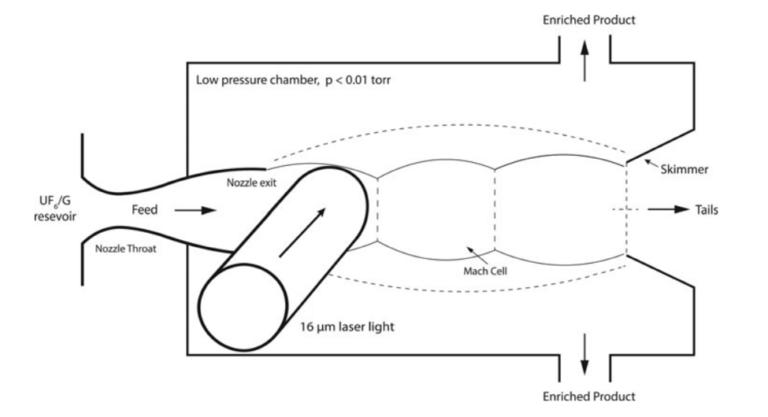 Enriched Product
Low pressure chamber, p < 0.01 torr
Skimmer
Nozzle exit
UF₆/G
resevoir
Feed
Tails
Nozzle Throat
Mach Cell
16 µm laser light
Enriched Product